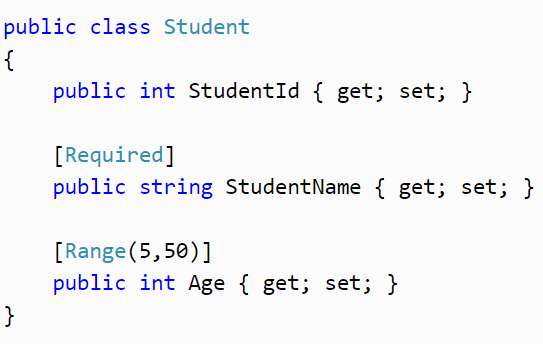 public class Student
{
    public int StudentId { get; set; }
    [Required]
    public string StudentName { get; set; }
    [Range(5,50)]
    public int Age { get; set; }
}